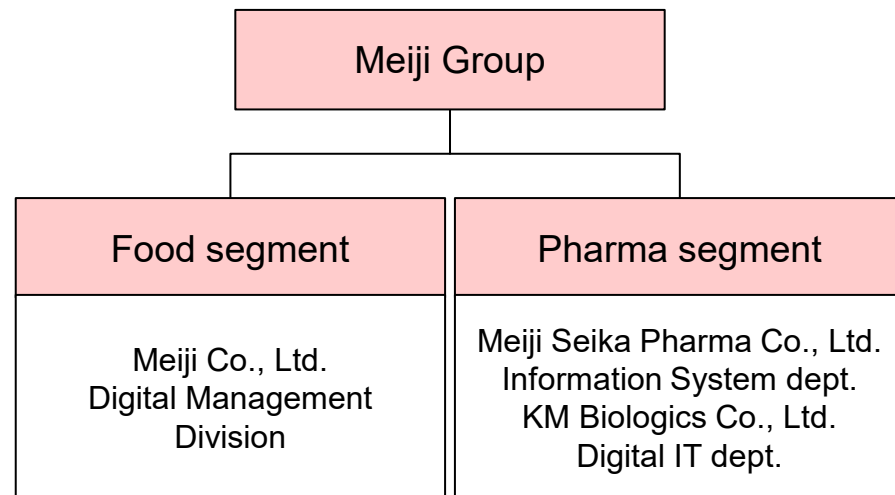 Meiji Group
Food segment
Meiji Co., Ltd.
Digital Management
Division
Pharma segment
Meiji Seika Pharma Co., Ltd.
Information System dept.
KM Biologics Co., Ltd.
Digital IT dept.